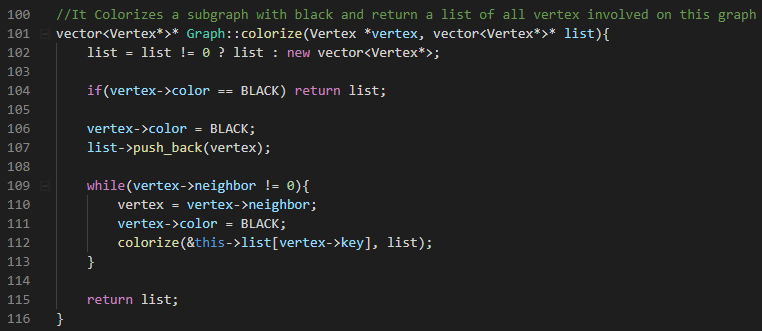 100 //It Colorizes a subgraph with black and return a list of all vertex involved on this graph
101 vector<Vertex*>* Graph::colorize(Vertex *vertex, vector<Vertex*>* list){
102     list = list != 0 ? list : new vector<Vertex*>;
103
104     if(vertex->color == BLACK) return list;
105
106     vertex->color = BLACK;
107     list->push_back(vertex);
108
109     while(vertex->neighbor != 0){
110         vertex = vertex->neighbor;
111         vertex->color = BLACK;
112         colorize(&this->list[vertex->key], list);
113     }
114
115     return list;
116 }